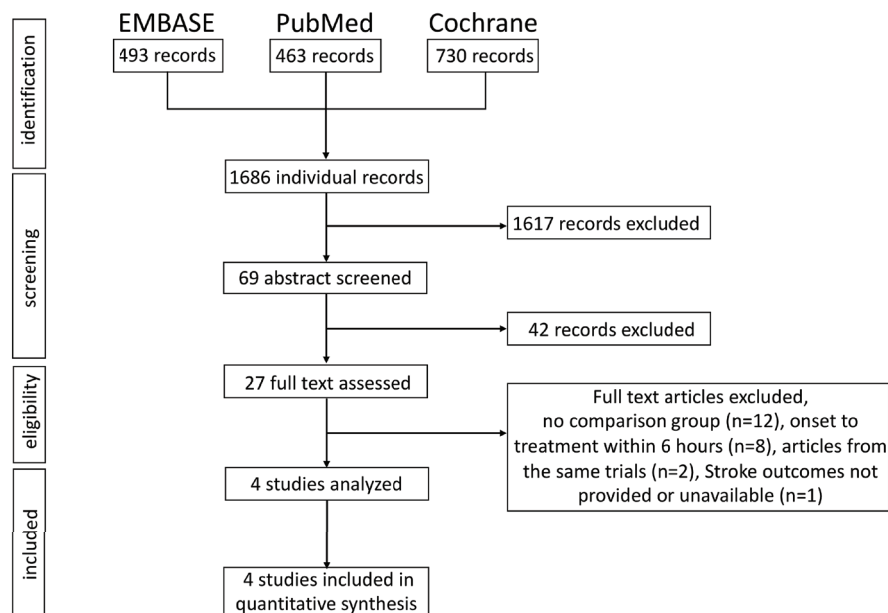 EMBASE
PubMed
Cochrane
493 records
463 records
730 records
identification
1686 individual records
1617 records excluded
screening
69 abstract screened
42 records excluded
27 full text assessed
eligibility
Full text articles excluded,
no comparison group (n=12), onset to
treatment within 6 hours (n=8), articles from
the same trials (n=2), Stroke outcomes not
provided or unavailable (n=1)
4 studies analyzed
included
4 studies included in
quantitative synthesis